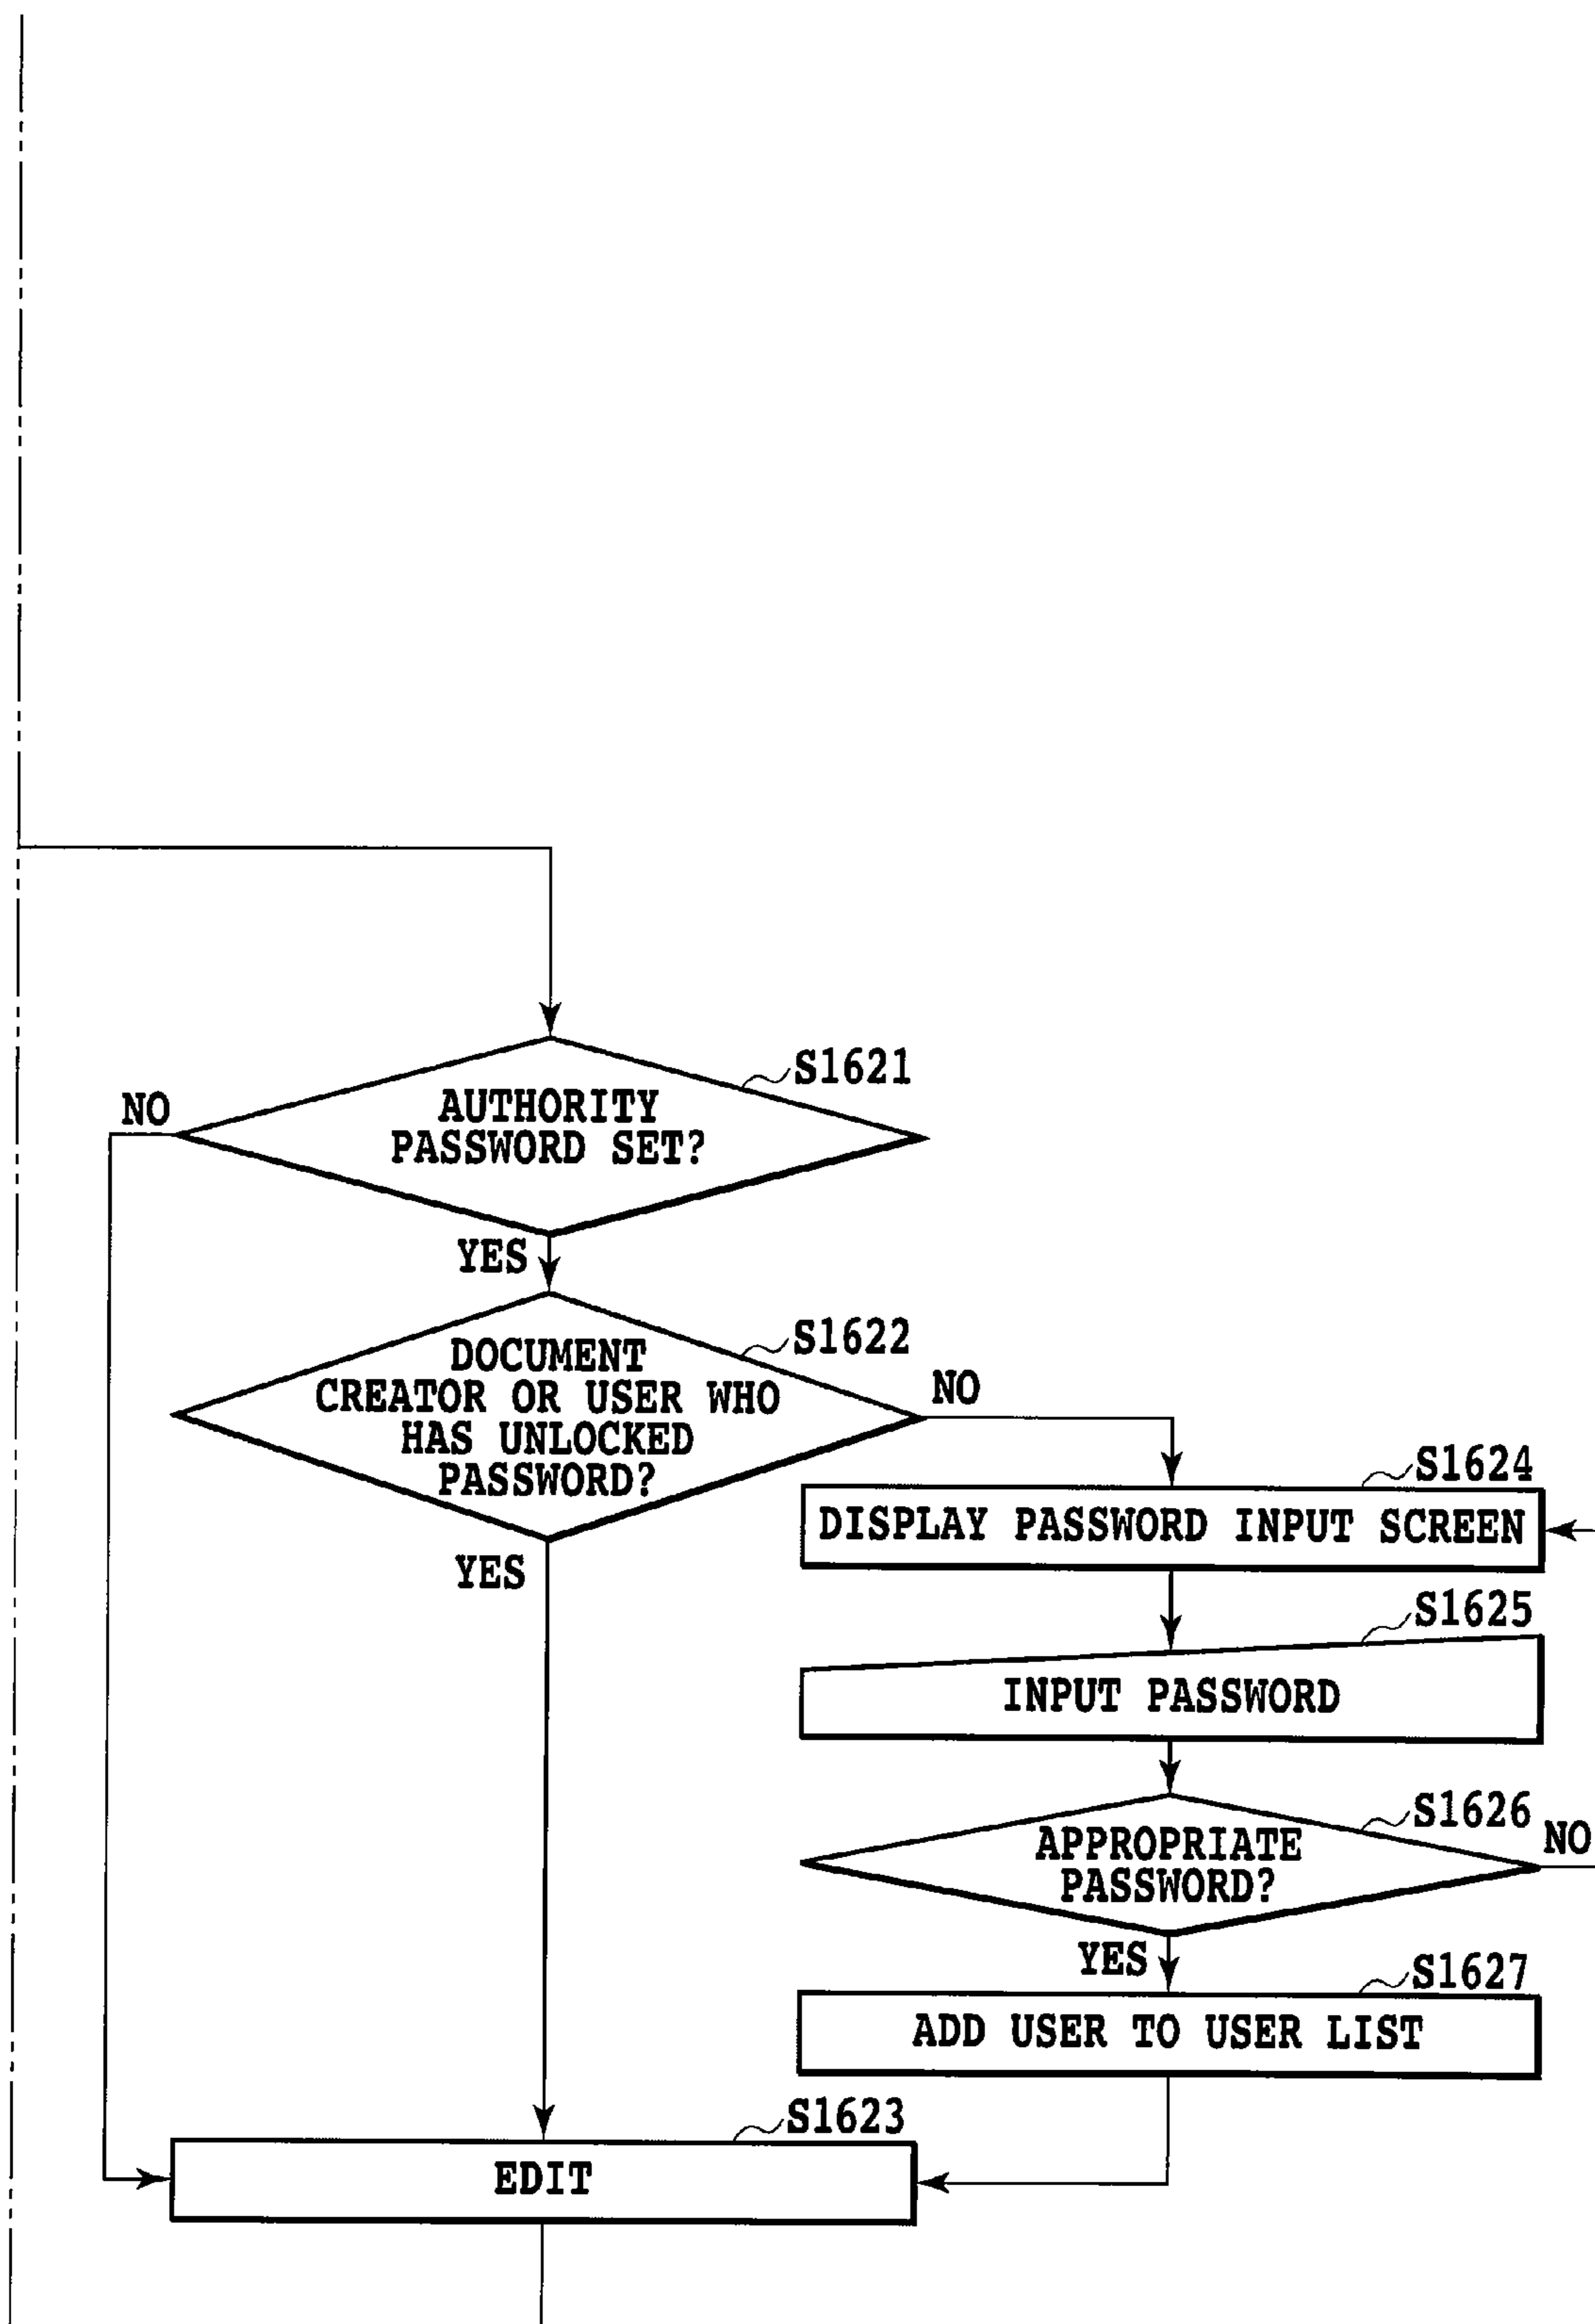 S1621
NO
AUTHORITY
PASSWORD SET?
YES
S1622
DOCUMENT
CREATOR OR USER WHO
HAS UNLOCKED
PASSWORD?
NO
YES
S1624
DISPLAY PASSWORD INPUT SCREEN
S1625
INPUT PASSWORD
S1626
APPROPRIATE
PASSWORD?
NO
YES
S1627
ADD USER TO USER LIST
S1623
EDIT